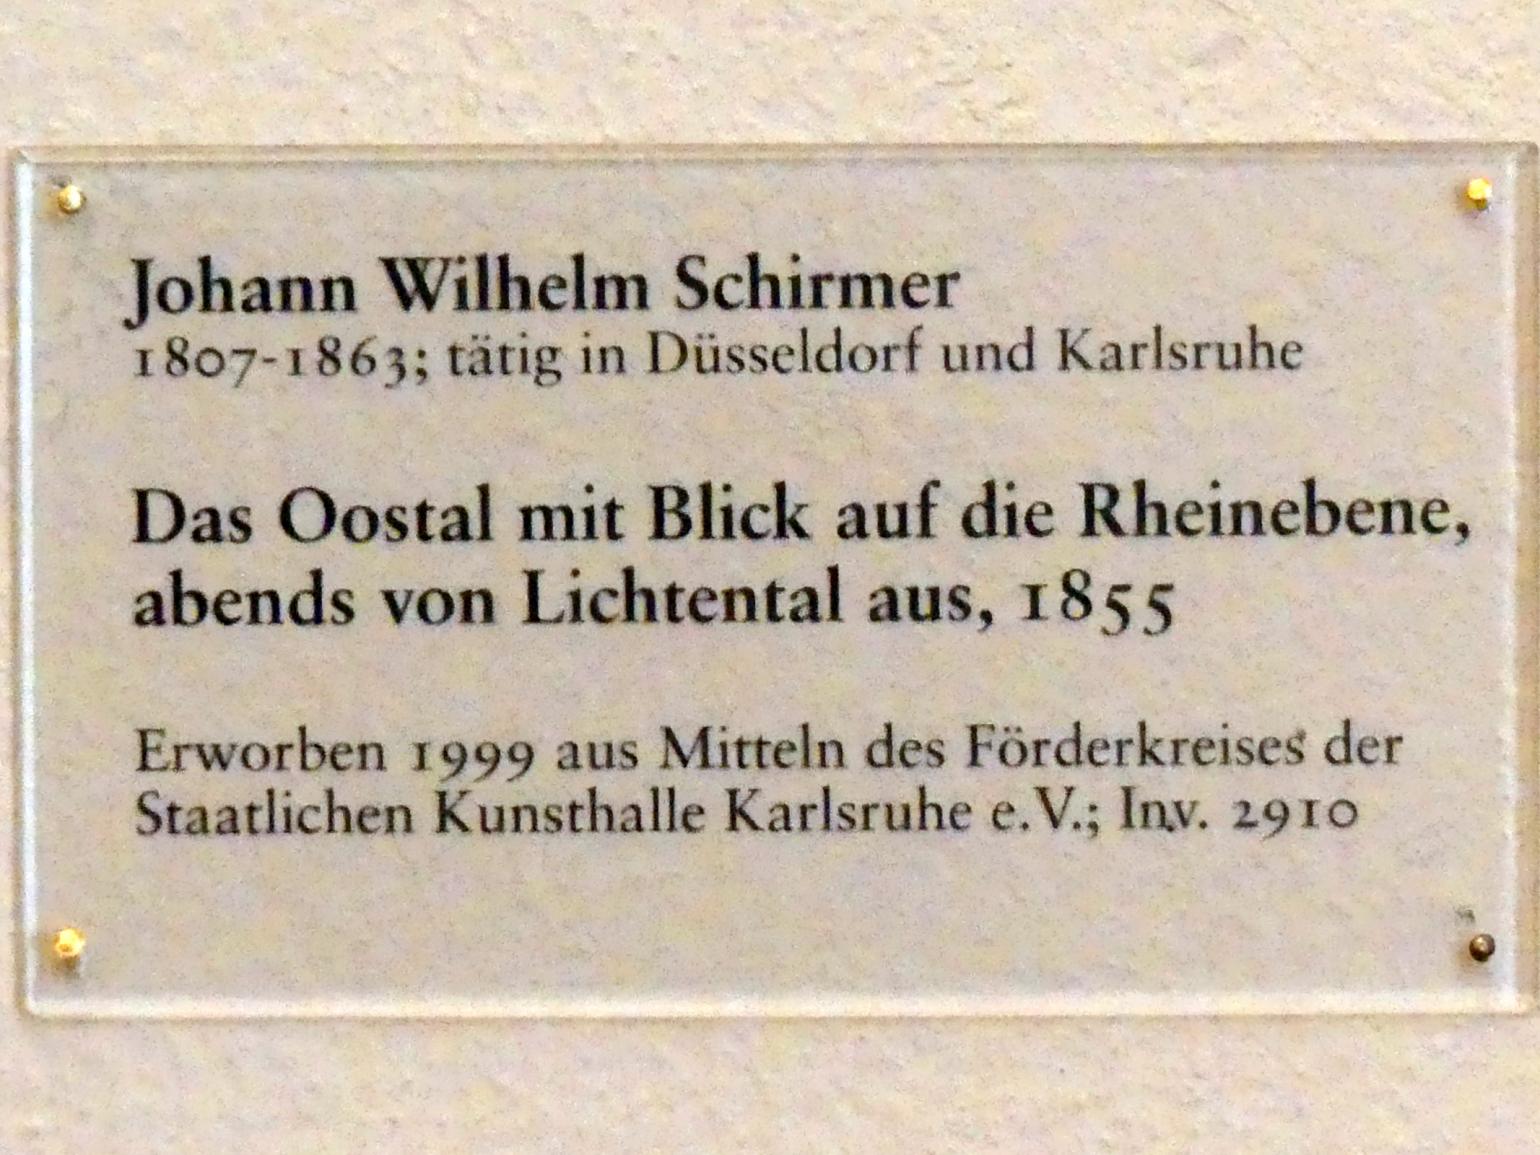 Johann Wilhelm Schirmer
1807-1863; tätig in Düsseldorf und Karlsruhe
Das Oostal mit Blick auf die Rheinebene,
abends von Lichtental aus, 1855
Erworben 1999 aus Mitteln des Förderkreises der
Staatlichen Kunsthalle Karlsruhe e.V.; Inv. 2910